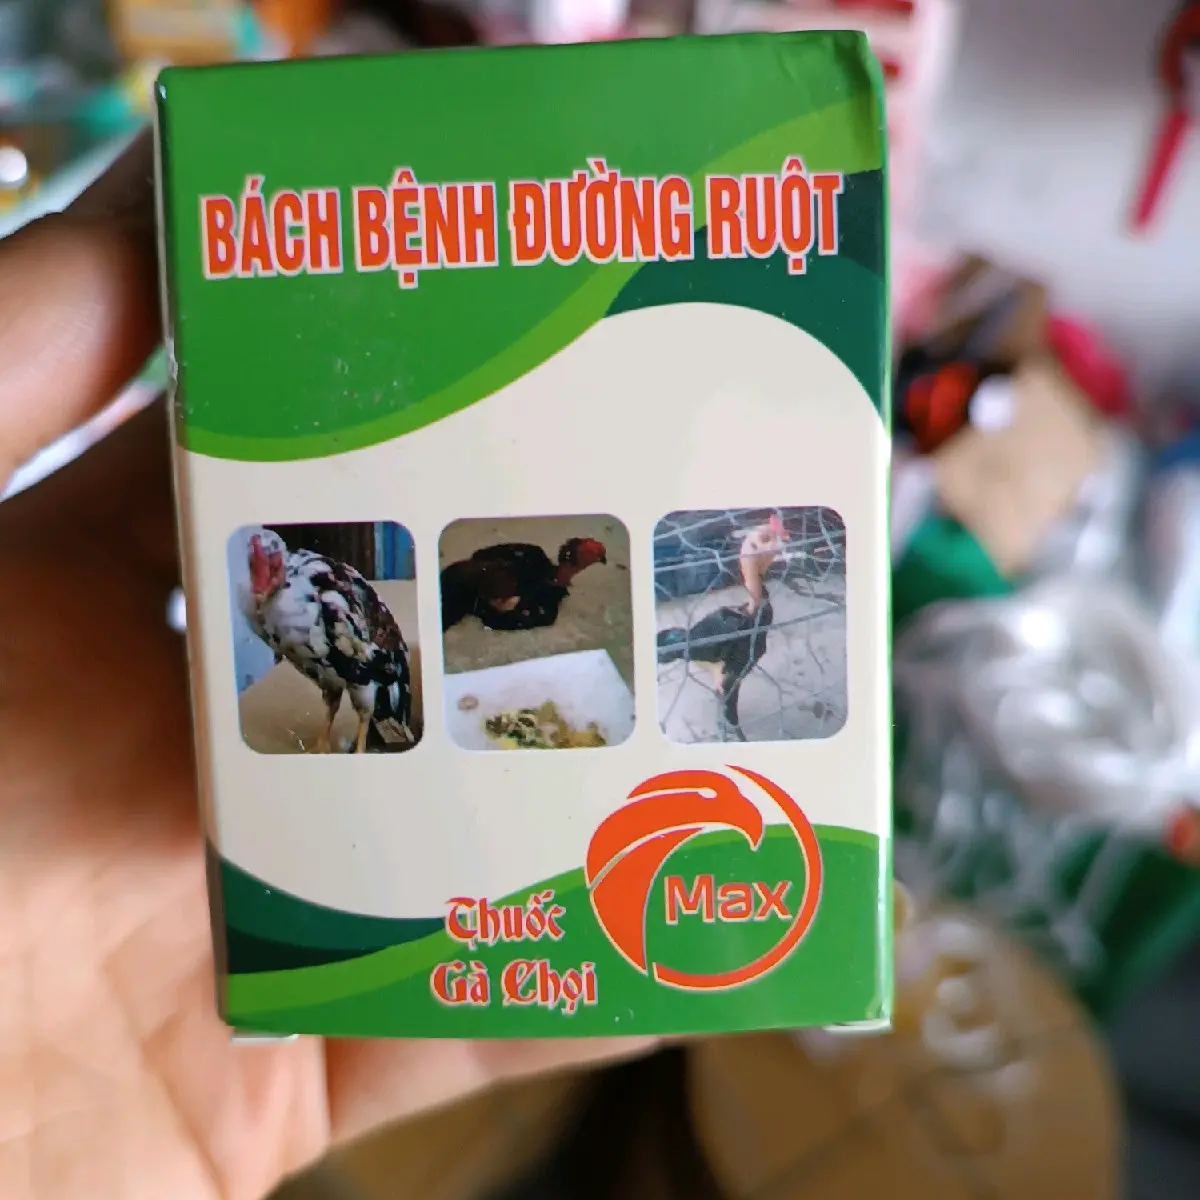 BÁCH BỆNH ĐƯỜNG RUỘT
Thuốc
Gà Chọi
Max